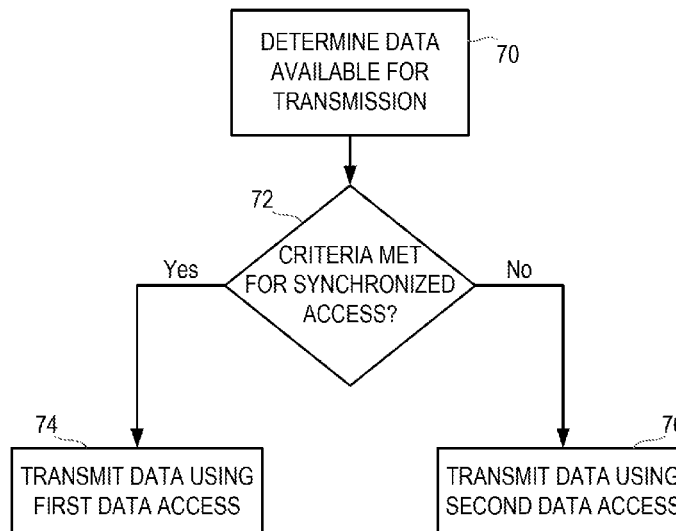 DETERMINE DATA
AVAILABLE FOR
TRANSMISSION
70
72
CRITERIA MET
FOR SYNCHRONIZED
ACCESS?
Yes
No
74
TRANSMIT DATA USING
FIRST DATA ACCESS
76
TRANSMIT DATA USING
SECOND DATA ACCESS